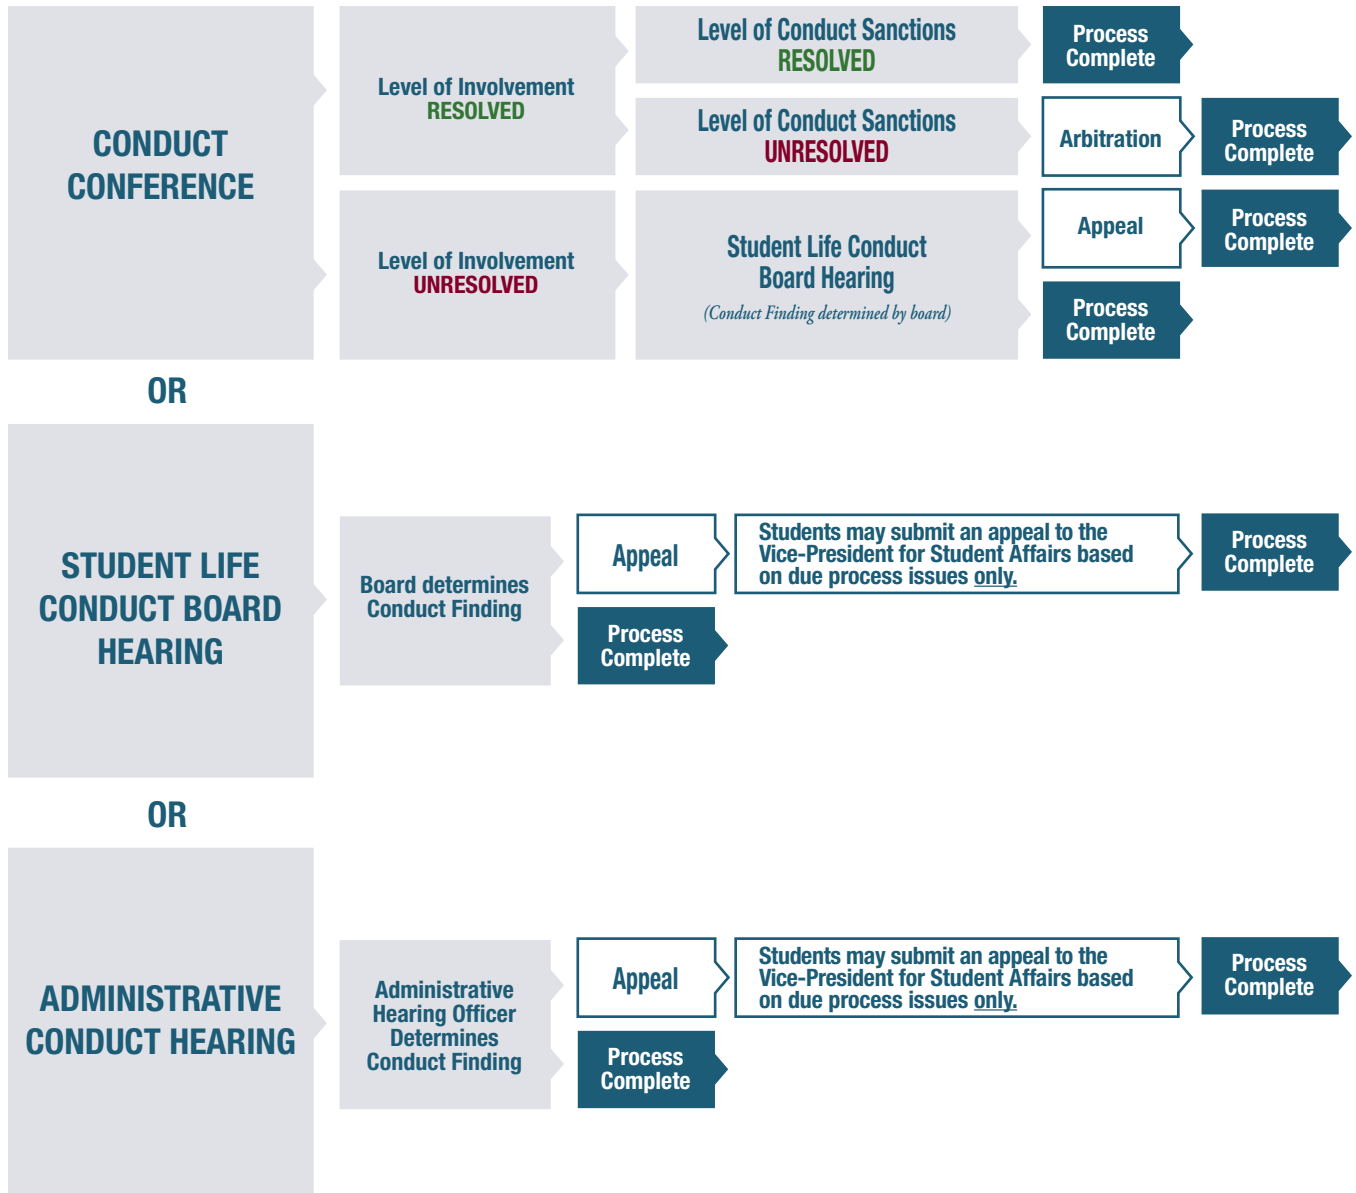 CONDUCT
CONFERENCE
Level of Involvement
RESOLVED
Level of Conduct Sanctions
RESOLVED
Process
Complete
Level of Conduct Sanctions
UNRESOLVED
Arbitration
Process
Complete
Level of Involvement
UNRESOLVED
Student Life Conduct
Board Hearing
(Conduct Finding determined by board)
Appeal
Process
Complete
Process
Complete
OR
STUDENT LIFE
CONDUCT BOARD
HEARING
Board determines
Conduct Finding
Appeal
Students may submit an appeal to the
Vice-President for Student Affairs based
on due process issues only.
Process
Complete
Process
Complete
OR
ADMINISTRATIVE
CONDUCT HEARING
Administrative
Hearing Officer
Determines
Conduct Finding
Appeal
Students may submit an appeal to the
Vice-President for Student Affairs based
on due process issues only.
Process
Complete
Process
Complete